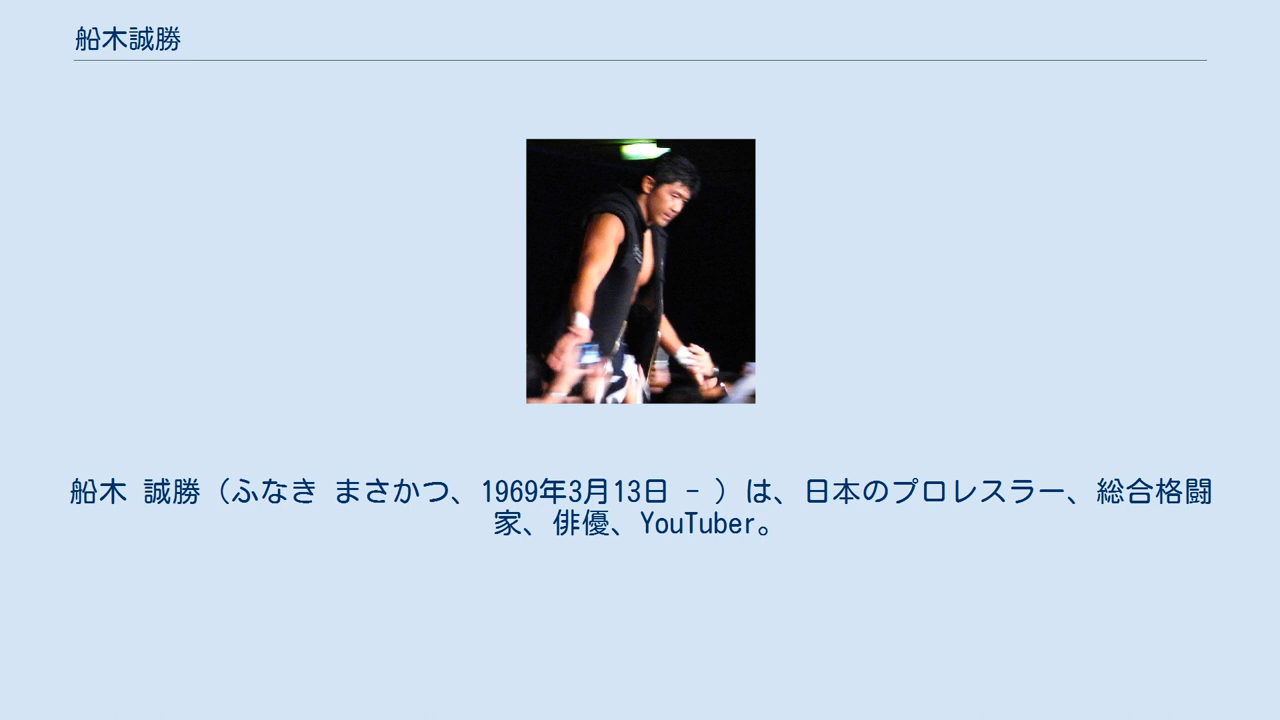 船木誠勝
船木 誠勝（ふなき まさかつ、1969年3月13日 - ）は、日本のプロレスラー、総合格闘
家、俳優、YouTuber。